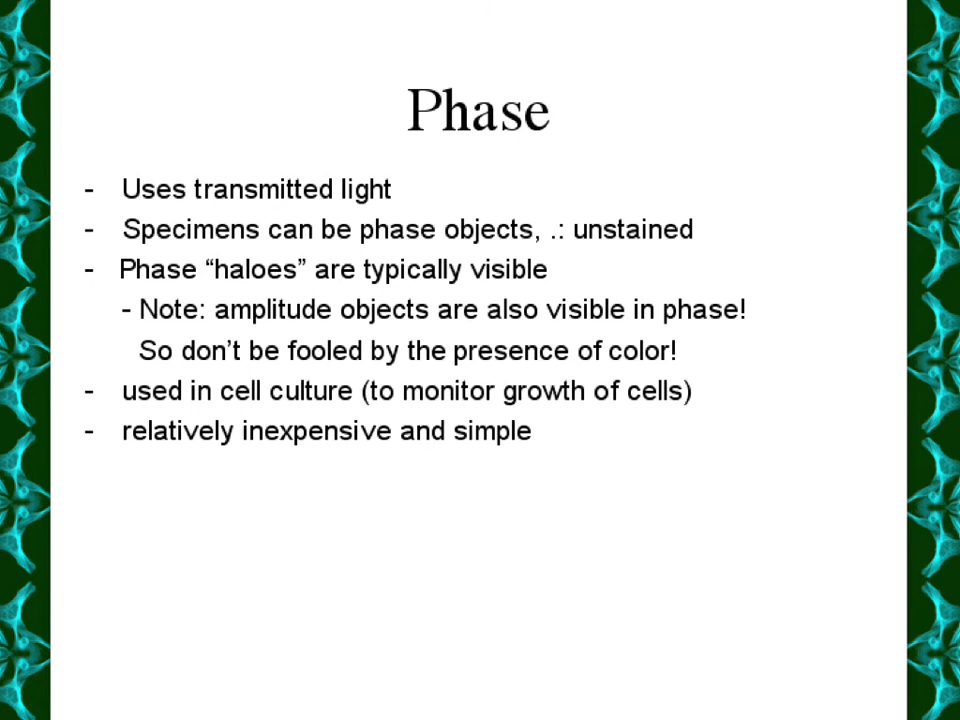 Phase
- Uses transmitted light
- Specimens can be phase objects, .: unstained
- Phase “haloes” are typically visible
- Note: amplitude objects are also visible in phase!
So don’t be fooled by the presence of color!
- used in cell culture (to monitor growth of cells)
- relatively inexpensive and simple